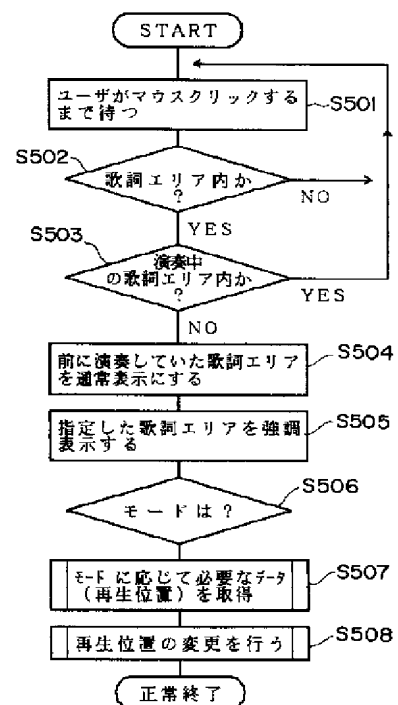 START
ユーザがマウスクリックする
まで待つ
S501
S502
歌詞エリア内か
?
NO
YES
S503
演奏中
の歌詞エリア内か
?
YES
NO
前に演奏していた歌詞エリア
を通常表示にする
S504
指定した歌詞エリアを強調
表示する
S505
S506
モードは?
モードに応じて必要なデータ
(再生位置)を取得
S507
再生位置の変更を行う
S508
正常終了